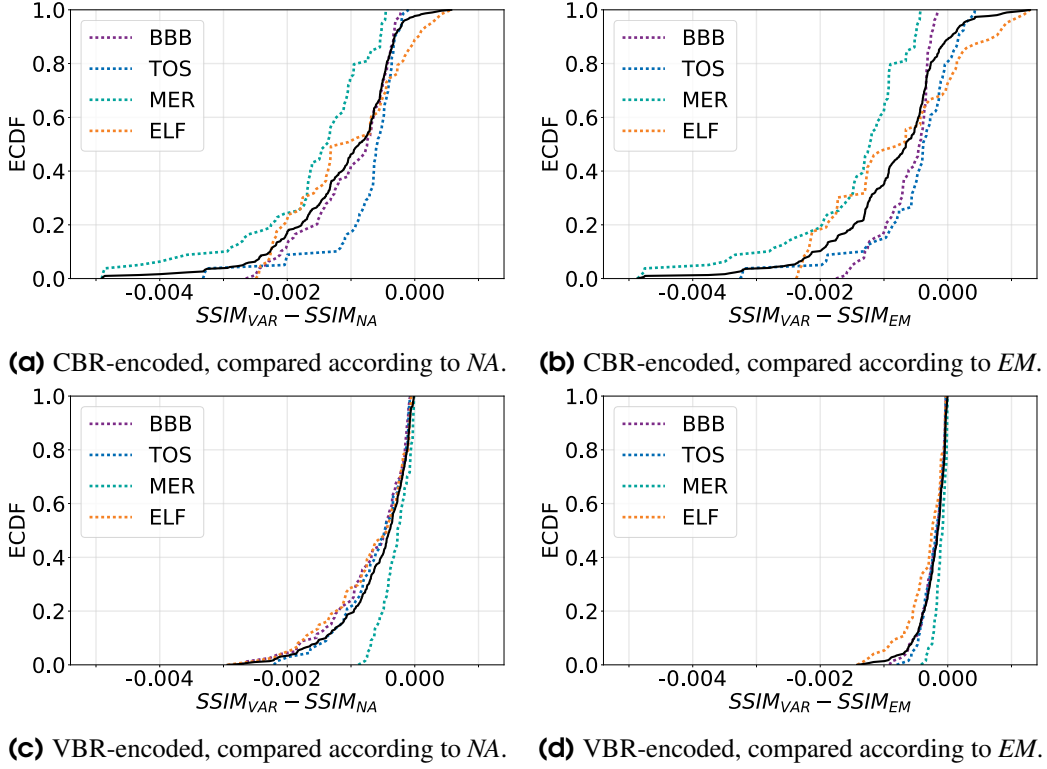 1.0
0.8
0.6
0.4
0.2
0.0
ECDF
BBB
TOS
MER
ELF
-0.004 -0.002 0.000
SSIM_VAR − SSIM_NA
(a) CBR-encoded, compared according to NA.
1.0
0.8
0.6
0.4
0.2
0.0
ECDF
BBB
TOS
MER
ELF
-0.004 -0.002 0.000
SSIM_VAR − SSIM_EM
(b) CBR-encoded, compared according to EM.
1.0
0.8
0.6
0.4
0.2
0.0
ECDF
BBB
TOS
MER
ELF
-0.004 -0.002 0.000
SSIM_VAR − SSIM_NA
(c) VBR-encoded, compared according to NA.
1.0
0.8
0.6
0.4
0.2
0.0
ECDF
BBB
TOS
MER
ELF
-0.004 -0.002 0.000
SSIM_VAR − SSIM_EM
(d) VBR-encoded, compared according to EM.